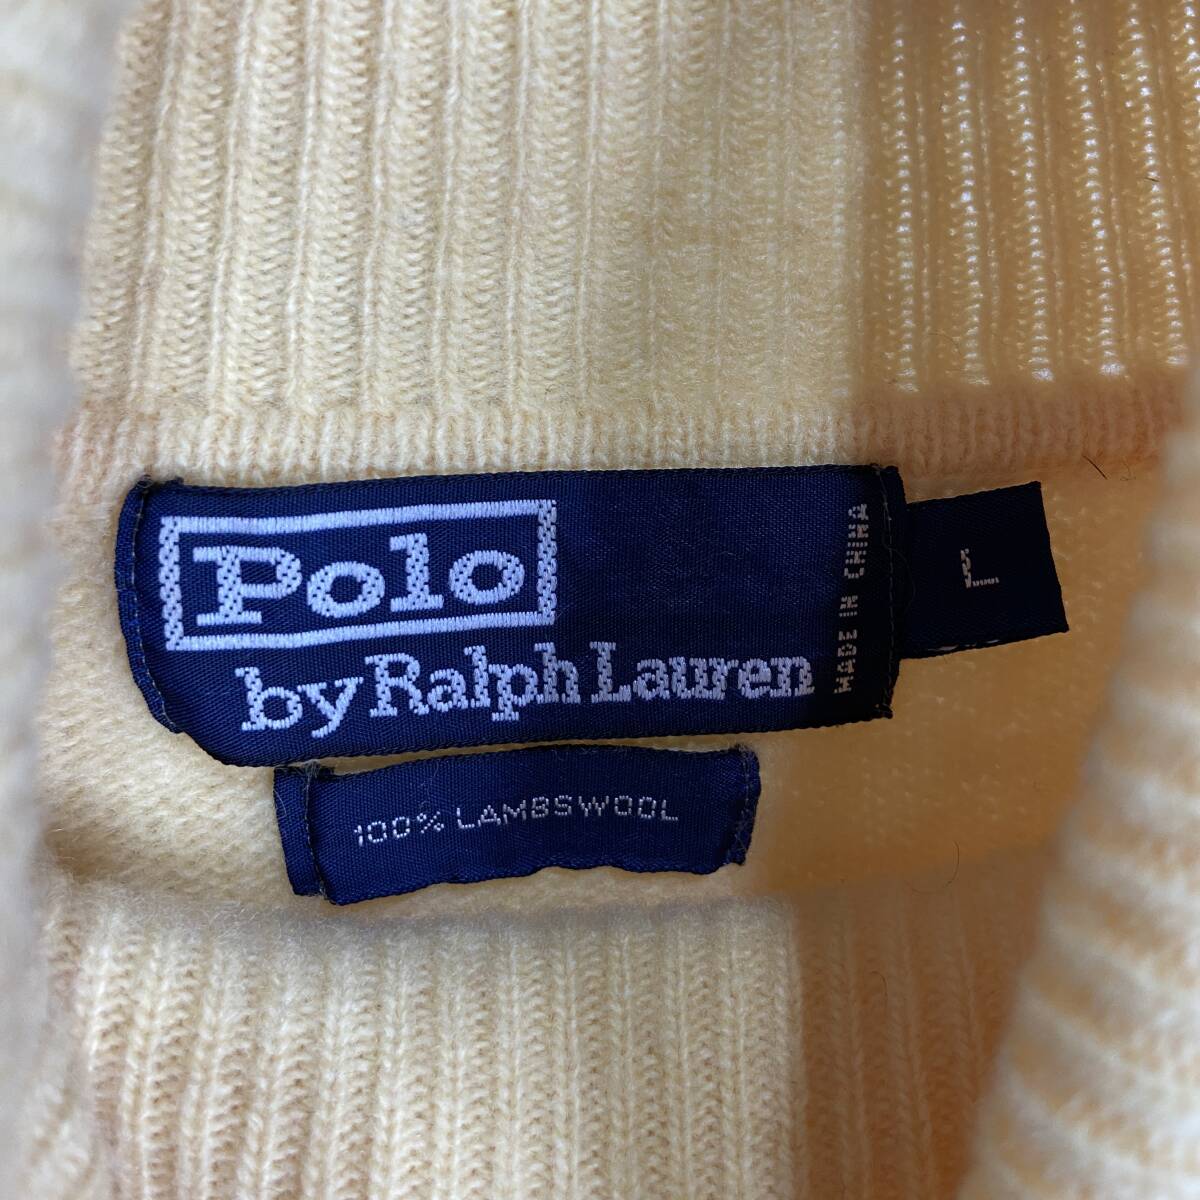 Polo
by Ralph Lauren
MADE IN CHINA
L
100% LAMBSWOOL